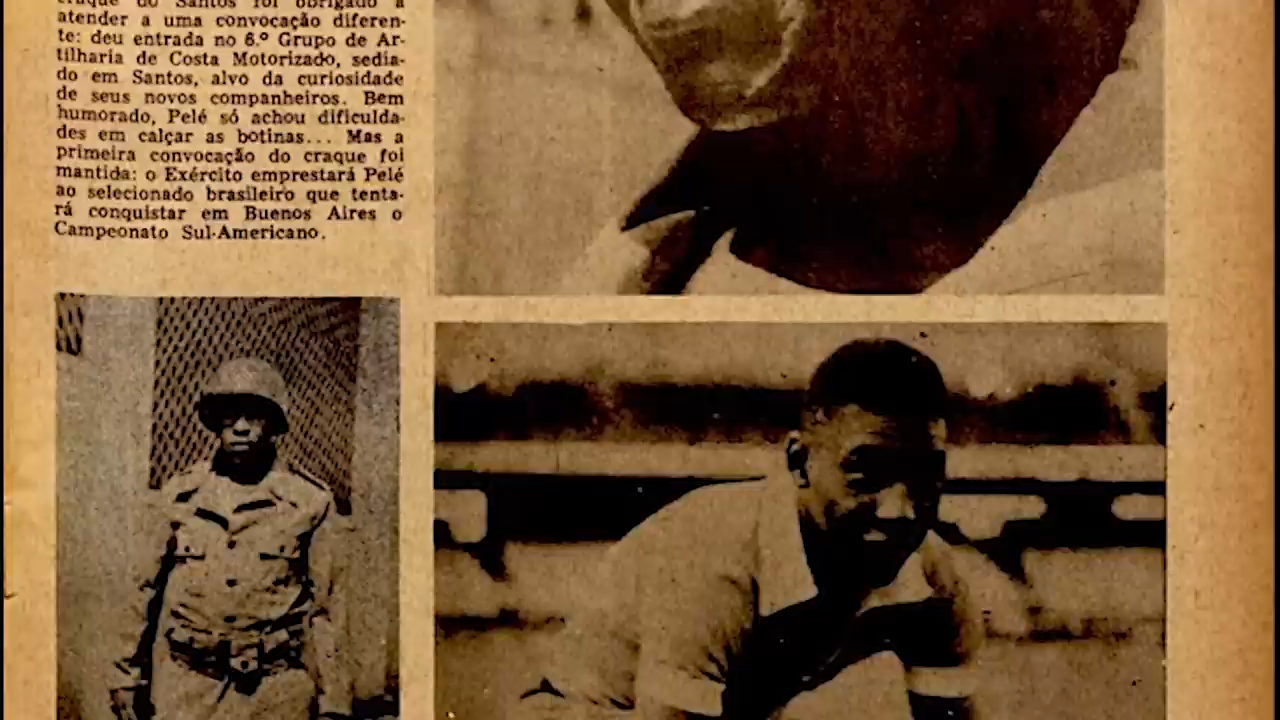 craque do Santos foi obrigado a
atender a uma convocação diferen-
te: deu entrada no 6.º Grupo de Ar-
tilharia de Costa Motorizado, sedia-
do em Santos, alvo da curiosidade
de seus novos companheiros. Bem
humorado, Pelé só achou dificulda-
des em calçar as botinas... Mas a
primeira convocação do craque foi
mantida: o Exército emprestará Pelé
ao selecionado brasileiro que tenta-
rá conquistar em Buenos Aires o
Campeonato Sul-Americano.